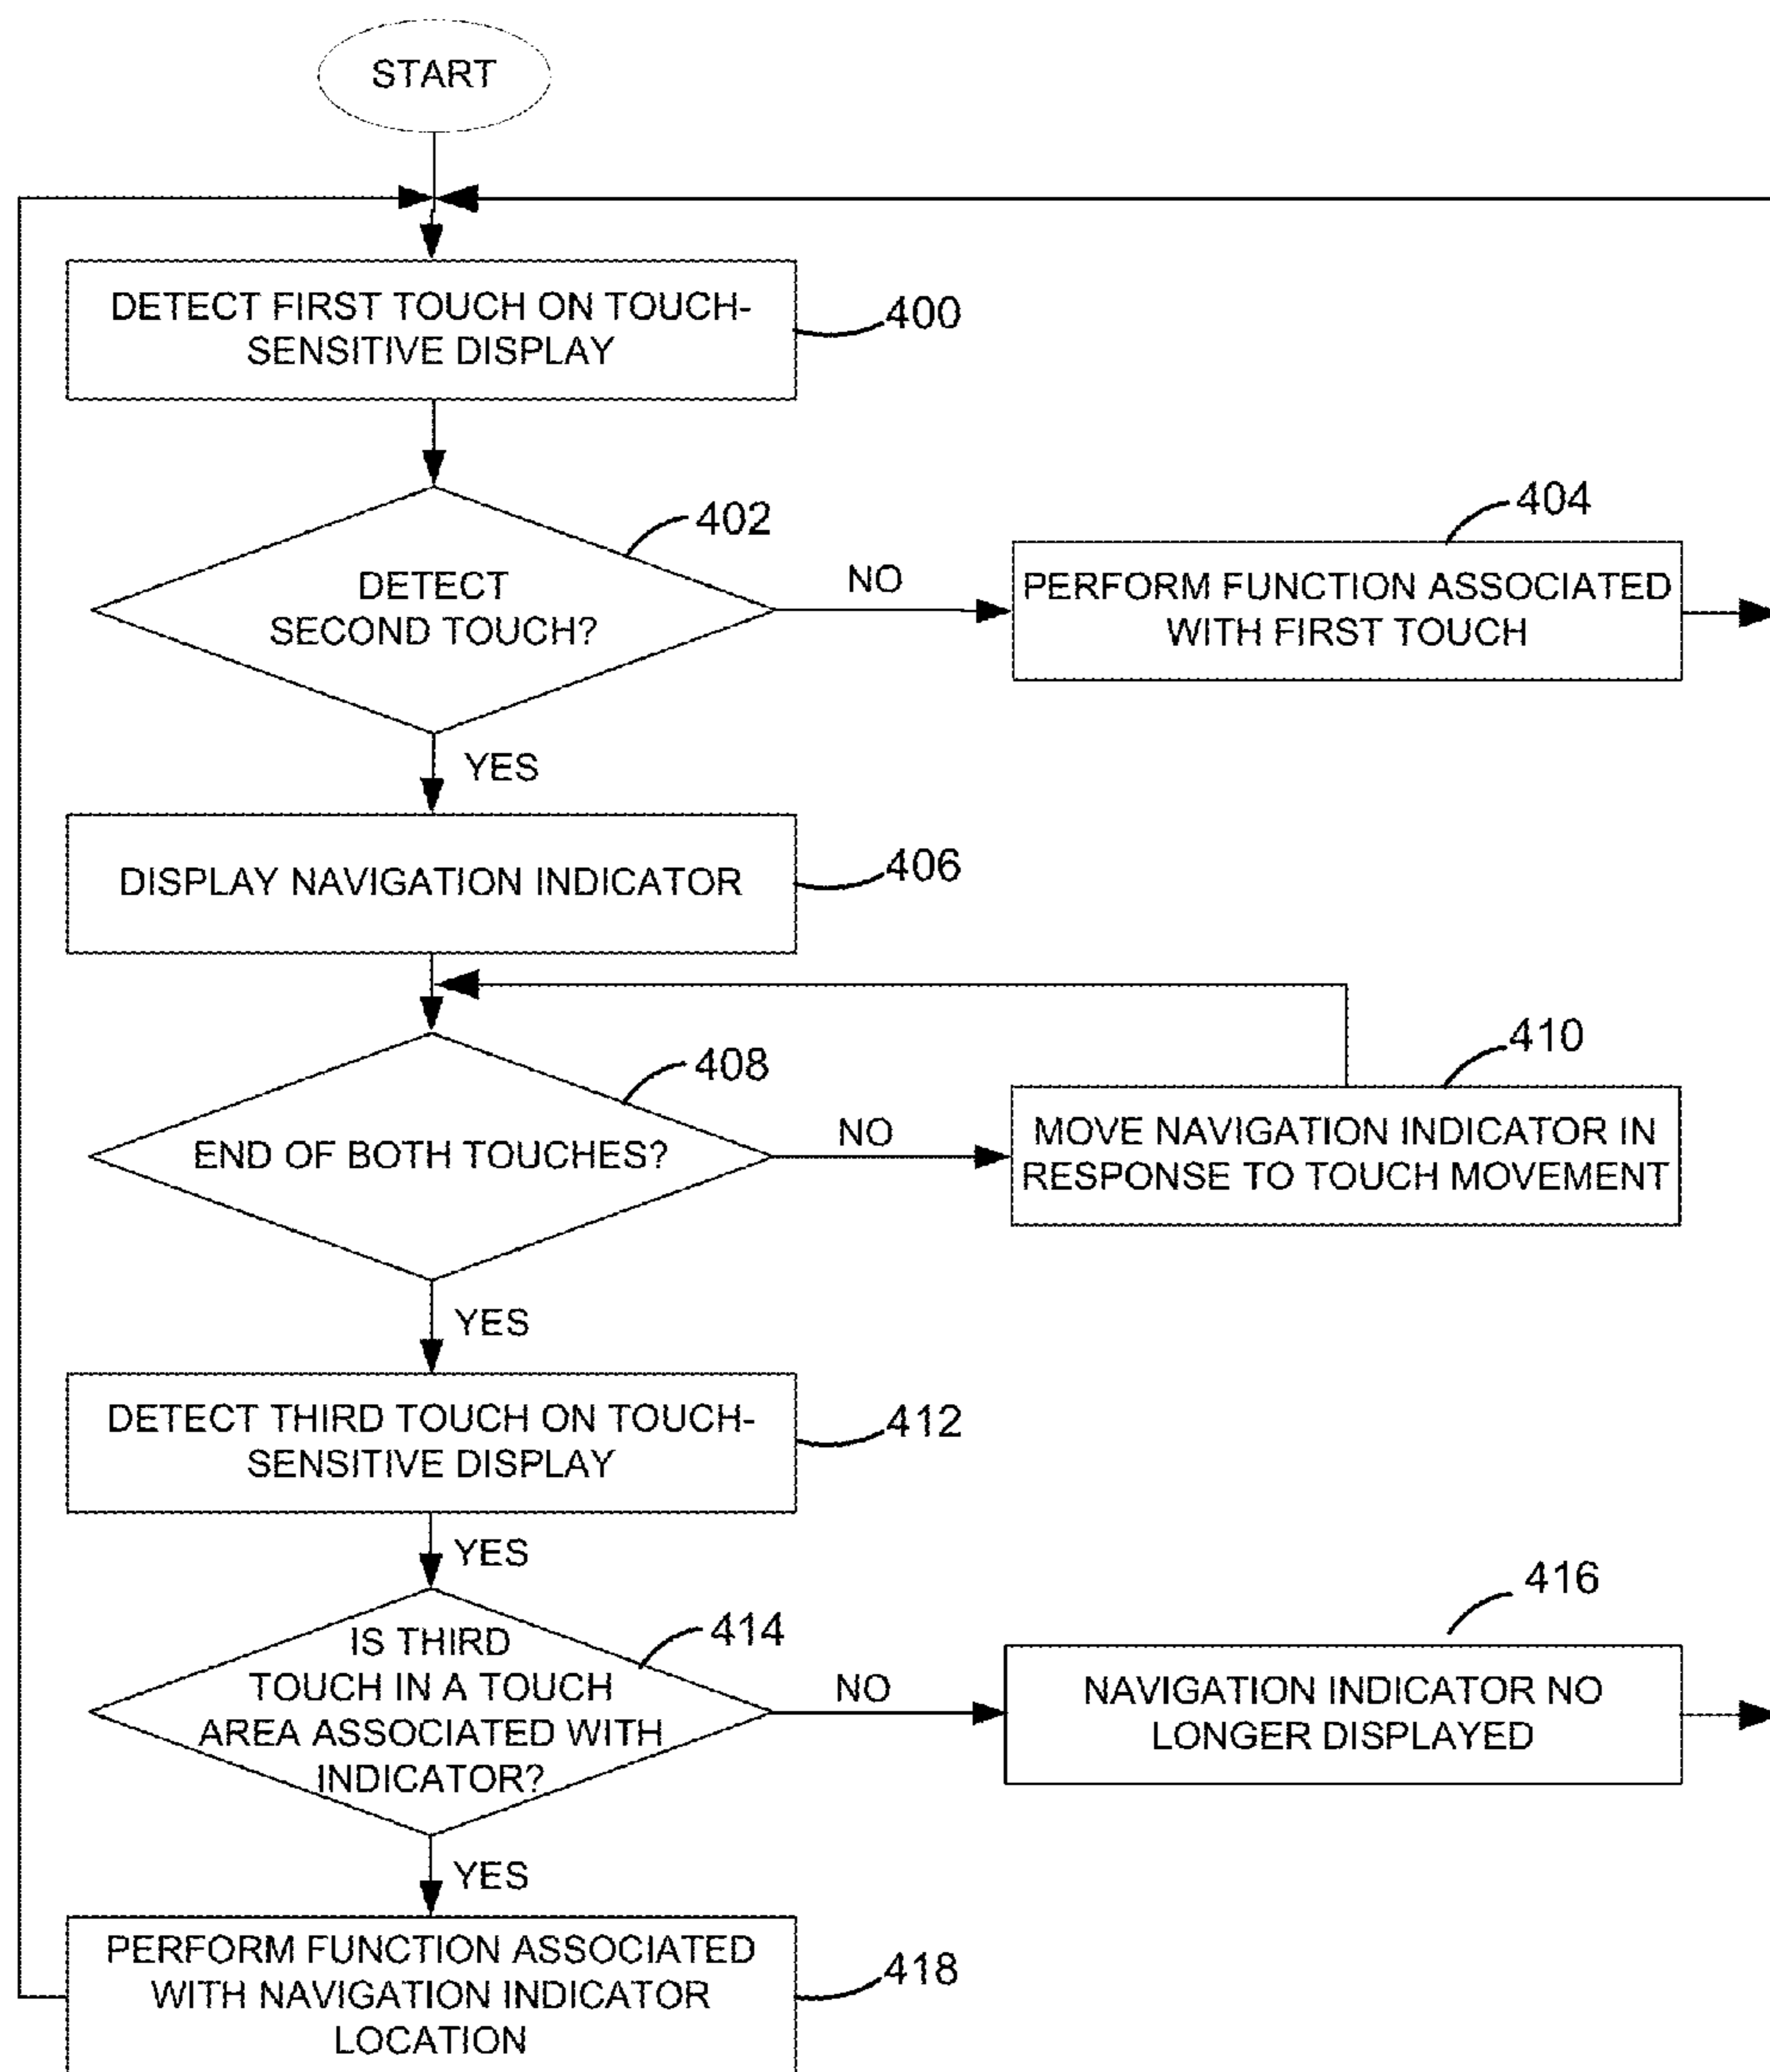 START
DETECT FIRST TOUCH ON TOUCH-
SENSITIVE DISPLAY
400
DETECT
SECOND TOUCH?
402
NO
PERFORM FUNCTION ASSOCIATED
WITH FIRST TOUCH
404
YES
DISPLAY NAVIGATION INDICATOR
406
END OF BOTH TOUCHES?
408
NO
MOVE NAVIGATION INDICATOR IN
RESPONSE TO TOUCH MOVEMENT
410
YES
DETECT THIRD TOUCH ON TOUCH-
SENSITIVE DISPLAY
412
YES
IS THIRD
TOUCH IN A TOUCH
AREA ASSOCIATED WITH
INDICATOR?
414
NO
NAVIGATION INDICATOR NO
LONGER DISPLAYED
416
YES
PERFORM FUNCTION ASSOCIATED
WITH NAVIGATION INDICATOR
LOCATION
418